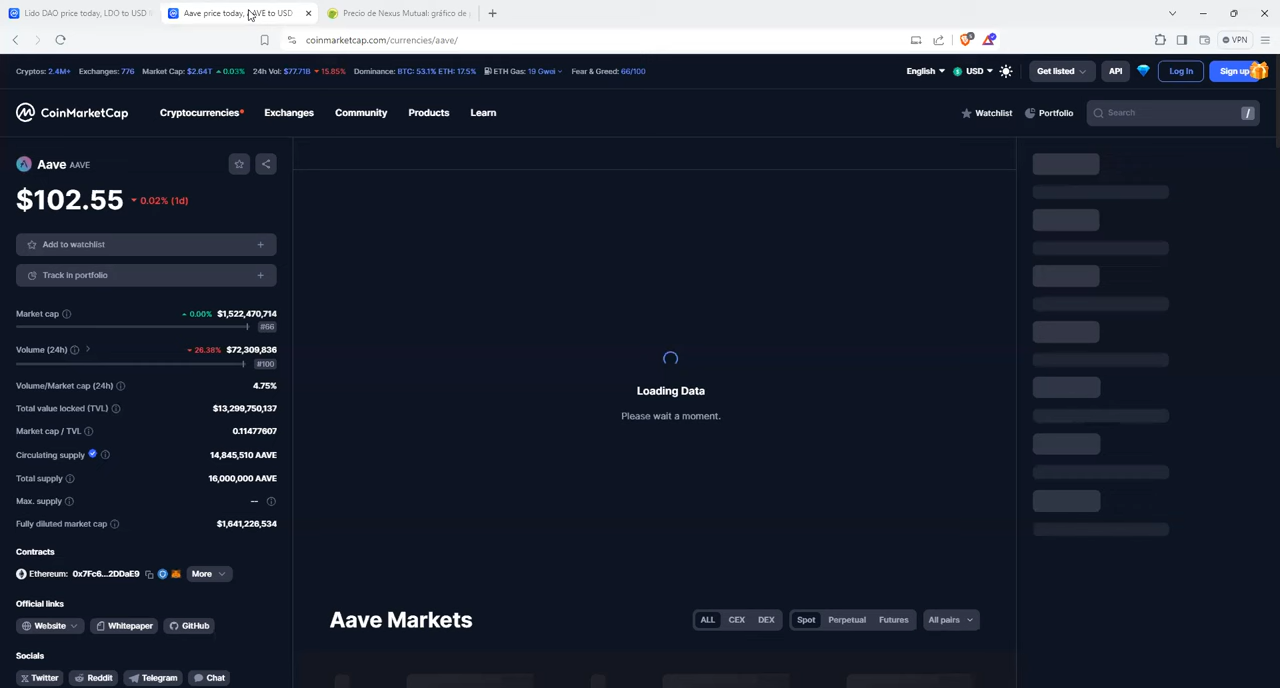 Lido DAO price today, LDO to USD
Aave price today, AAVE to USD
Precio de Nexus Mutual: gráfico de
coinmarketcap.com/currencies/aave/
VPN
Cryptos: 2.4M+ Exchanges: 776 Market Cap: $2.64T 0.03% 24h Vol: $77.71B 15.85% Dominance: BTC: 53.1% ETH: 17.5% ETH Gas: 19 Gwei Fear & Greed: 66/100
English USD Get listed API Log In Sign up
CoinMarketCap Cryptocurrencies Exchanges Community Products Learn
Watchlist Portfolio Search /
Aave AAVE
$102.55 0.02% (1d)
Add to watchlist +
Track in portfolio +
Market cap 0.00% $1,522,470,714
#66
Volume (24h) 26.38% $72,309,836
#100
Volume/Market cap (24h) 4.75%
Total value locked (TVL) $13,299,750,137
Market cap / TVL 0.11477607
Circulating supply 14,845,510 AAVE
Total supply 16,000,000 AAVE
Max. supply —
Fully diluted market cap $1,641,226,534
Contracts
Ethereum: 0x7Fc6...2DDaE9 More
Official links
Website Whitepaper GitHub
Socials
Twitter Reddit Telegram Chat
Loading Data
Please wait a moment.
Aave Markets
ALL CEX DEX Spot Perpetual Futures All pairs